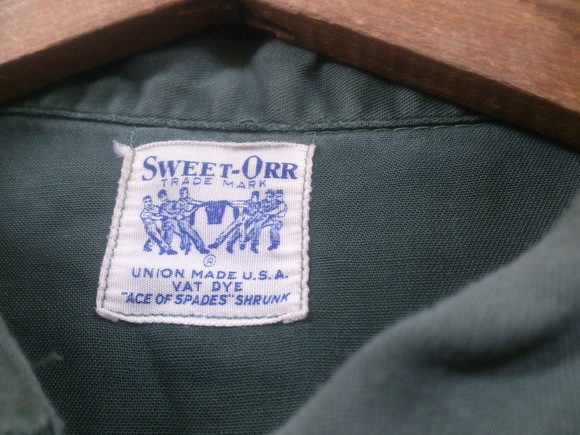 SWEET-ORR
TRADE MARK
®
UNION MADE U.S.A.
VAT DYE
"ACE OF SPADES" SHRUNK